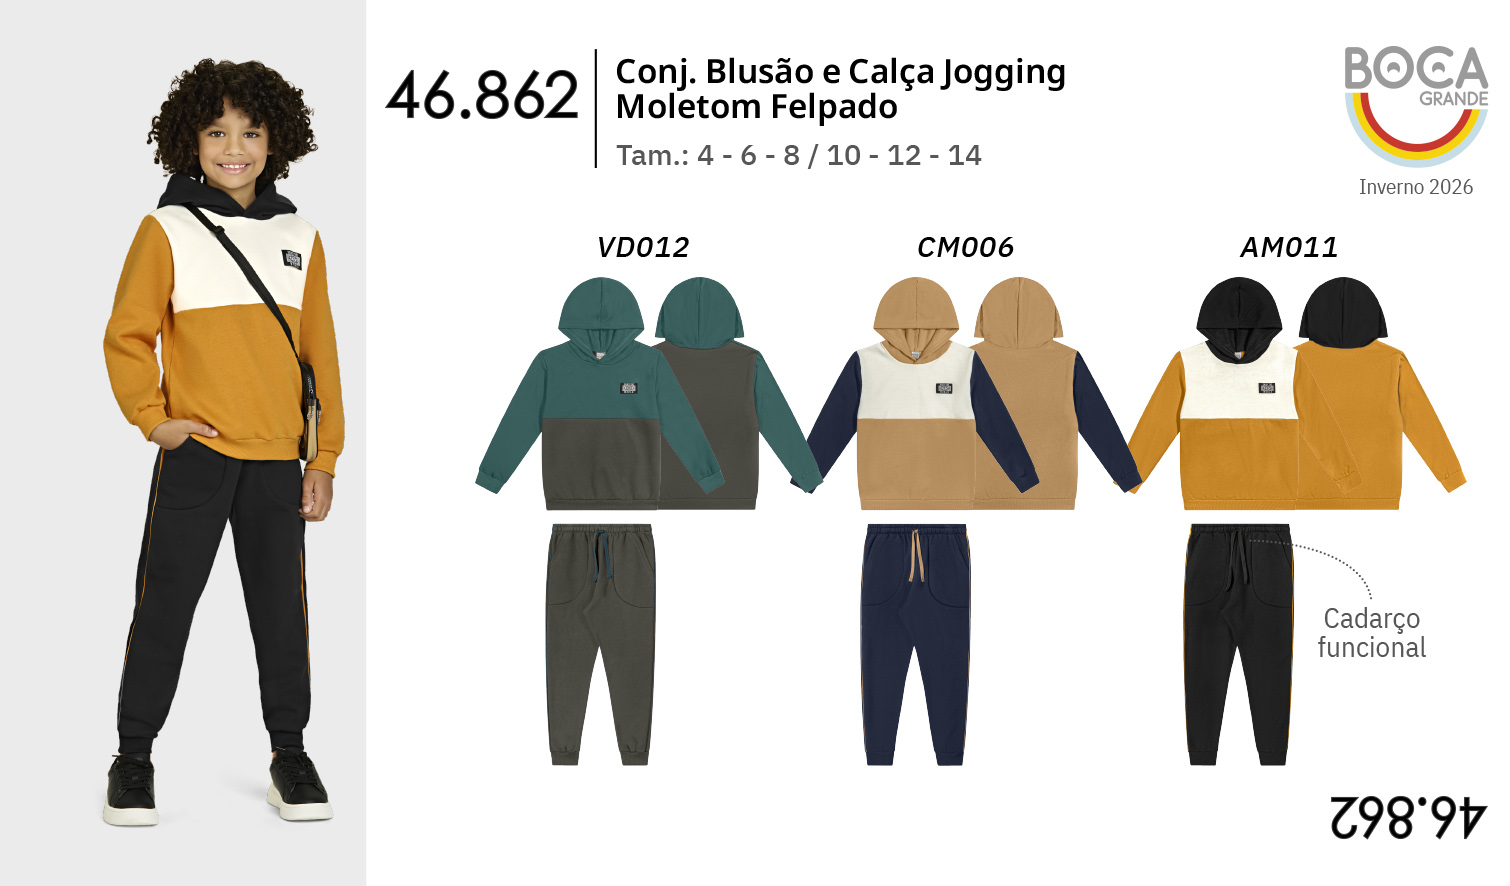 46.862
Conj. Blusão e Calça Jogging
Moletom Felpado
Tam.: 4 - 6 - 8 / 10 - 12 - 14
BOCA
GRANDE
Inverno 2026
VD012
CM006
AM011
Cadarço
funcional
46.862